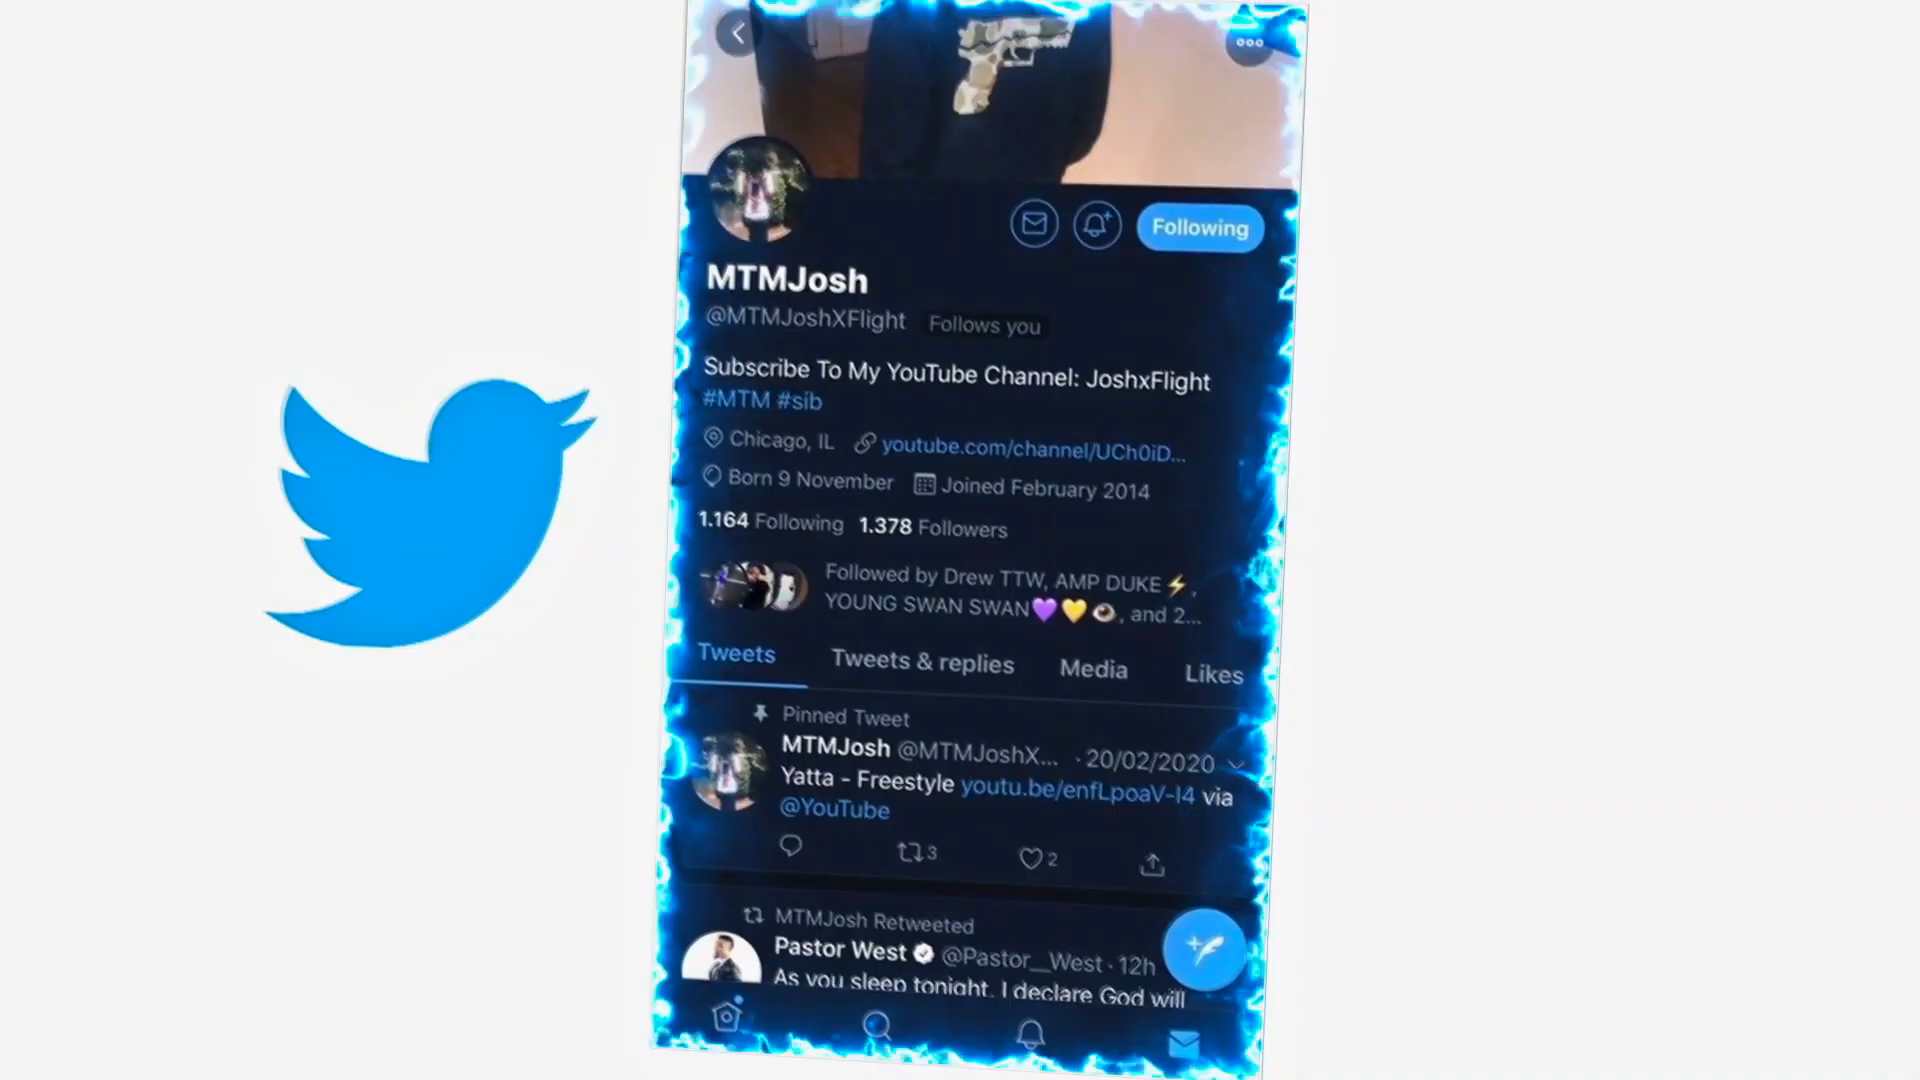 Following
MTMJosh
@MTMJoshXFlight Follows you
Subscribe To My YouTube Channel: JoshxFlight
#MTM #sib
Chicago, IL youtube.com/channel/UCh0iD...
Born 9 November Joined February 2014
1.164 Following 1.378 Followers
Followed by Drew TTW, AMP DUKE⚡,
YOUNG SWAN SWAN💜💛👁, and 2...
Tweets Tweets & replies Media Likes
Pinned Tweet
MTMJosh @MTMJoshX... · 20/02/2020
Yatta - Freestyle youtu.be/enfLpoaV-I4 via
@YouTube
3 2
MTMJosh Retweeted
Pastor West @Pastor__West · 12h
As you sleep tonight, I declare God will